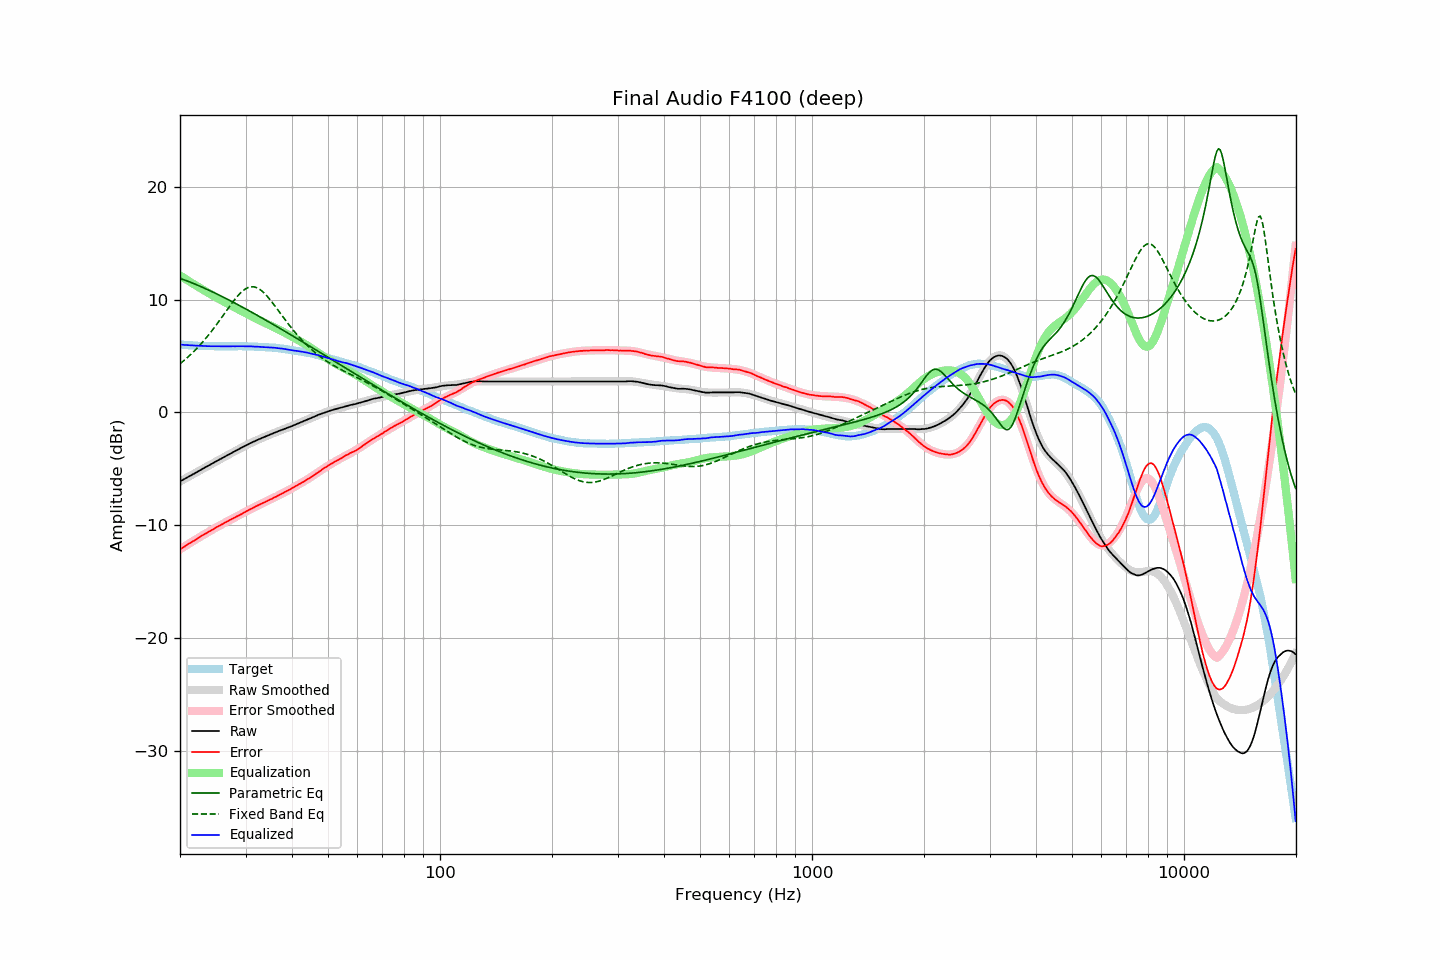 Final Audio F4100 (deep)
Amplitude (dBr)
20
10
0
−10
−20
−30
Target
Raw Smoothed
Error Smoothed
Raw
Error
Equalization
Parametric Eq
Fixed Band Eq
Equalized
100 1000 10000
Frequency (Hz)